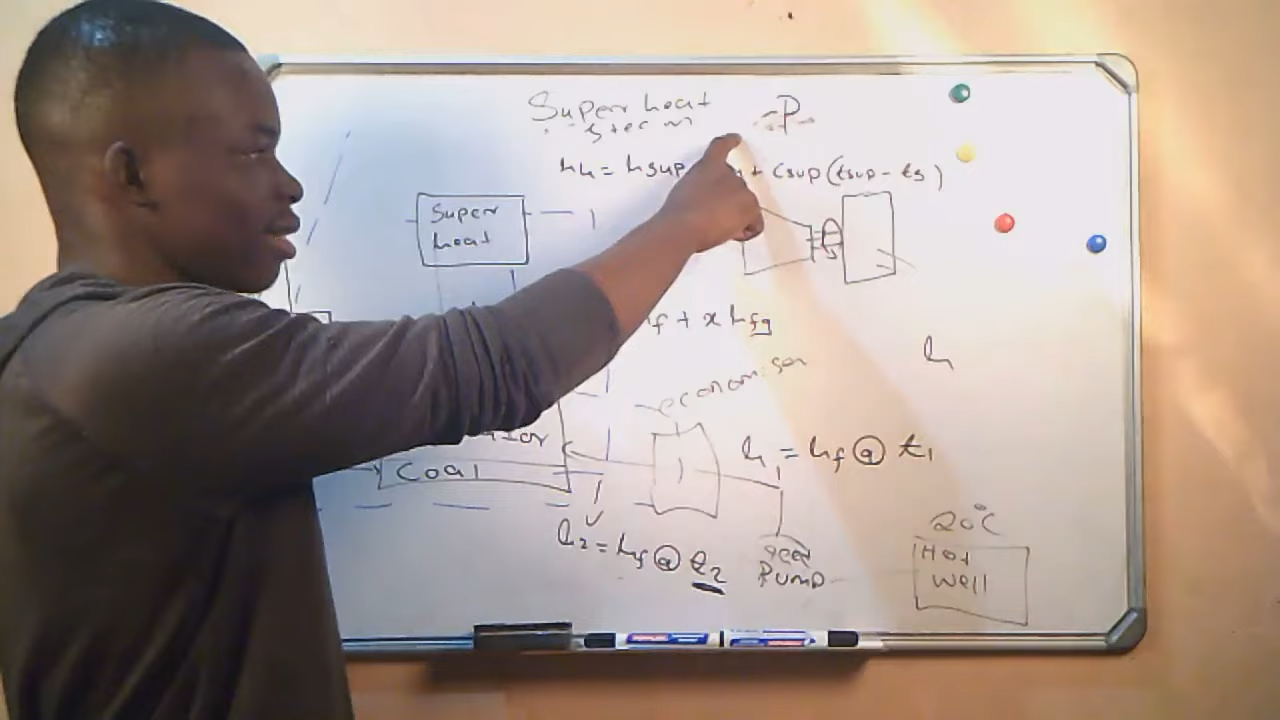 Super heat
steam
P
h4 = hsup + Csup(tsup - ts)
Super
heat
hf + x hfg
economiser
Coal
h1 = hf @ t1
h
h2 = hf @ t2
Pump
20°C
Hot
Well